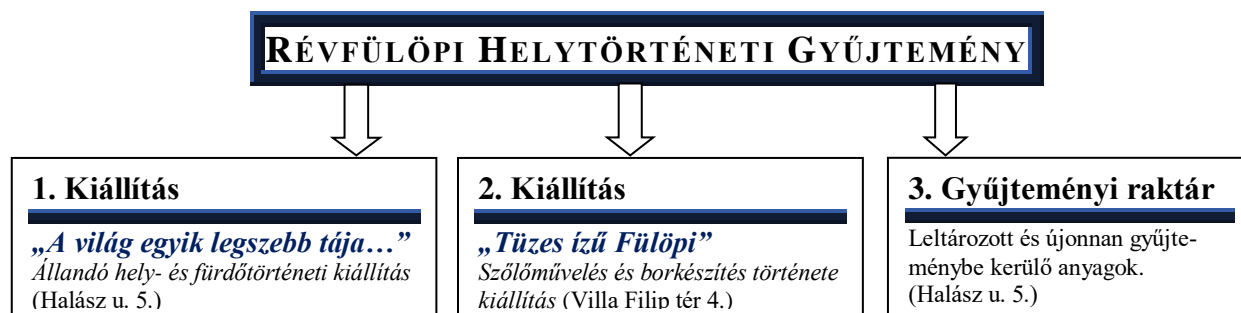 RÉVFÜLÖPI HELYTÖRTÉNETI GYŰJTEMÉNY
1. Kiállítás
„A világ egyik legszebb tája…”
Állandó hely- és fürdőtörténeti kiállítás
(Halász u. 5.)
2. Kiállítás
„Tüzes ízű Fülöpi”
Szőlőművelés és borkészítés története
kiállítás (Villa Filip tér 4.)
3. Gyűjteményi raktár
Leltározott és újonnan gyűjte-
ménybe kerülő anyagok.
(Halász u. 5.)